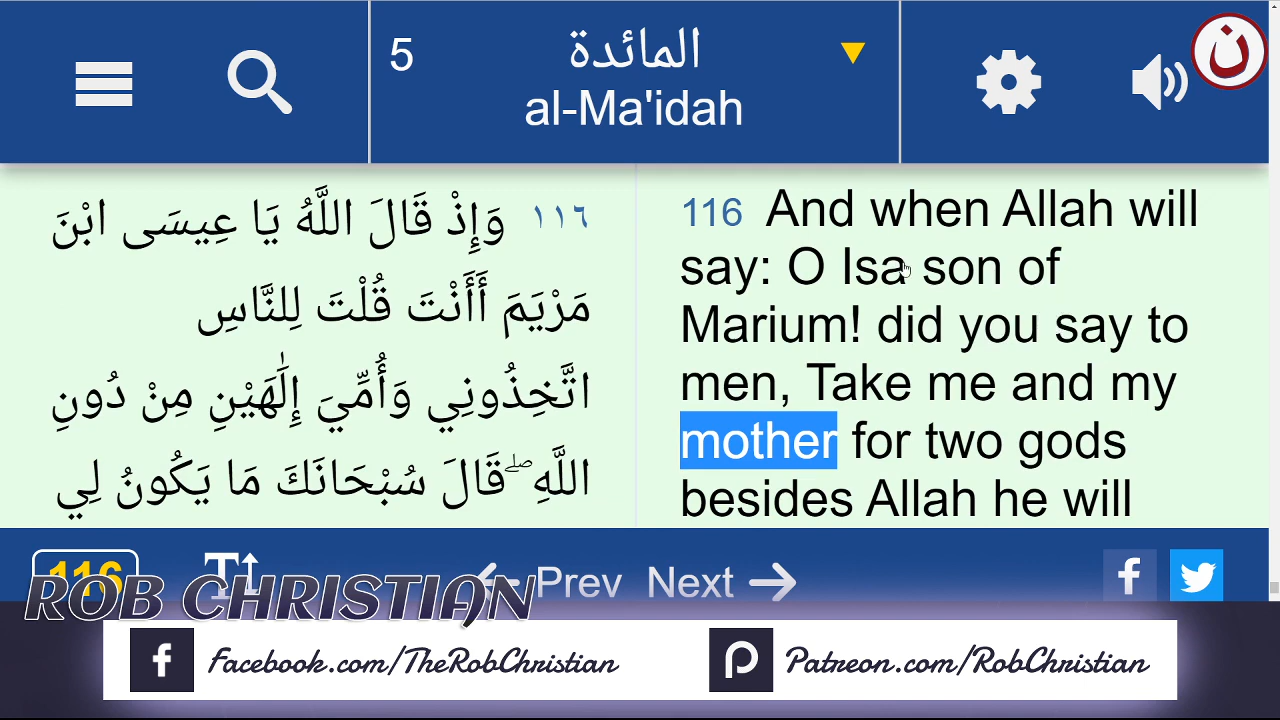 5
المائدة
al-Ma'idah
ن
١١٦ وَإِذْ قَالَ اللَّهُ يَا عِيسَى ابْنَ
مَرْيَمَ أَأَنْتَ قُلْتَ لِلنَّاسِ
اتَّخِذُونِي وَأُمِّيَ إِلَٰهَيْنِ مِنْ دُونِ
اللَّهِ ۖ قَالَ سُبْحَانَكَ مَا يَكُونُ لِي
116 And when Allah will
say: O Isa son of
Marium! did you say to
men, Take me and my
mother for two gods
besides Allah he will
116
T
Prev Next
f
ROB CHRISTIAN
f Facebook.com/TheRobChristian
Patreon.com/RobChristian